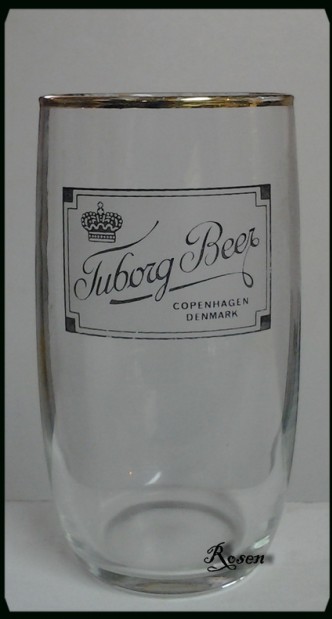 Tuborg Beer
COPENHAGEN
DENMARK
Rosen